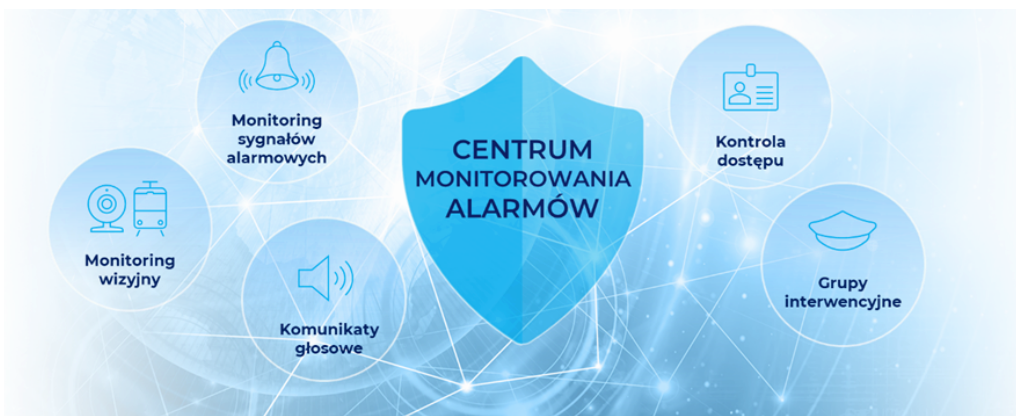 Monitoring
sygnałów
alarmowych
Monitoring
wizyjny
Komunikaty
głosowe
CENTRUM
MONITOROWANIA
ALARMÓW
Kontrola
dostępu
Grupy
interwencyjne